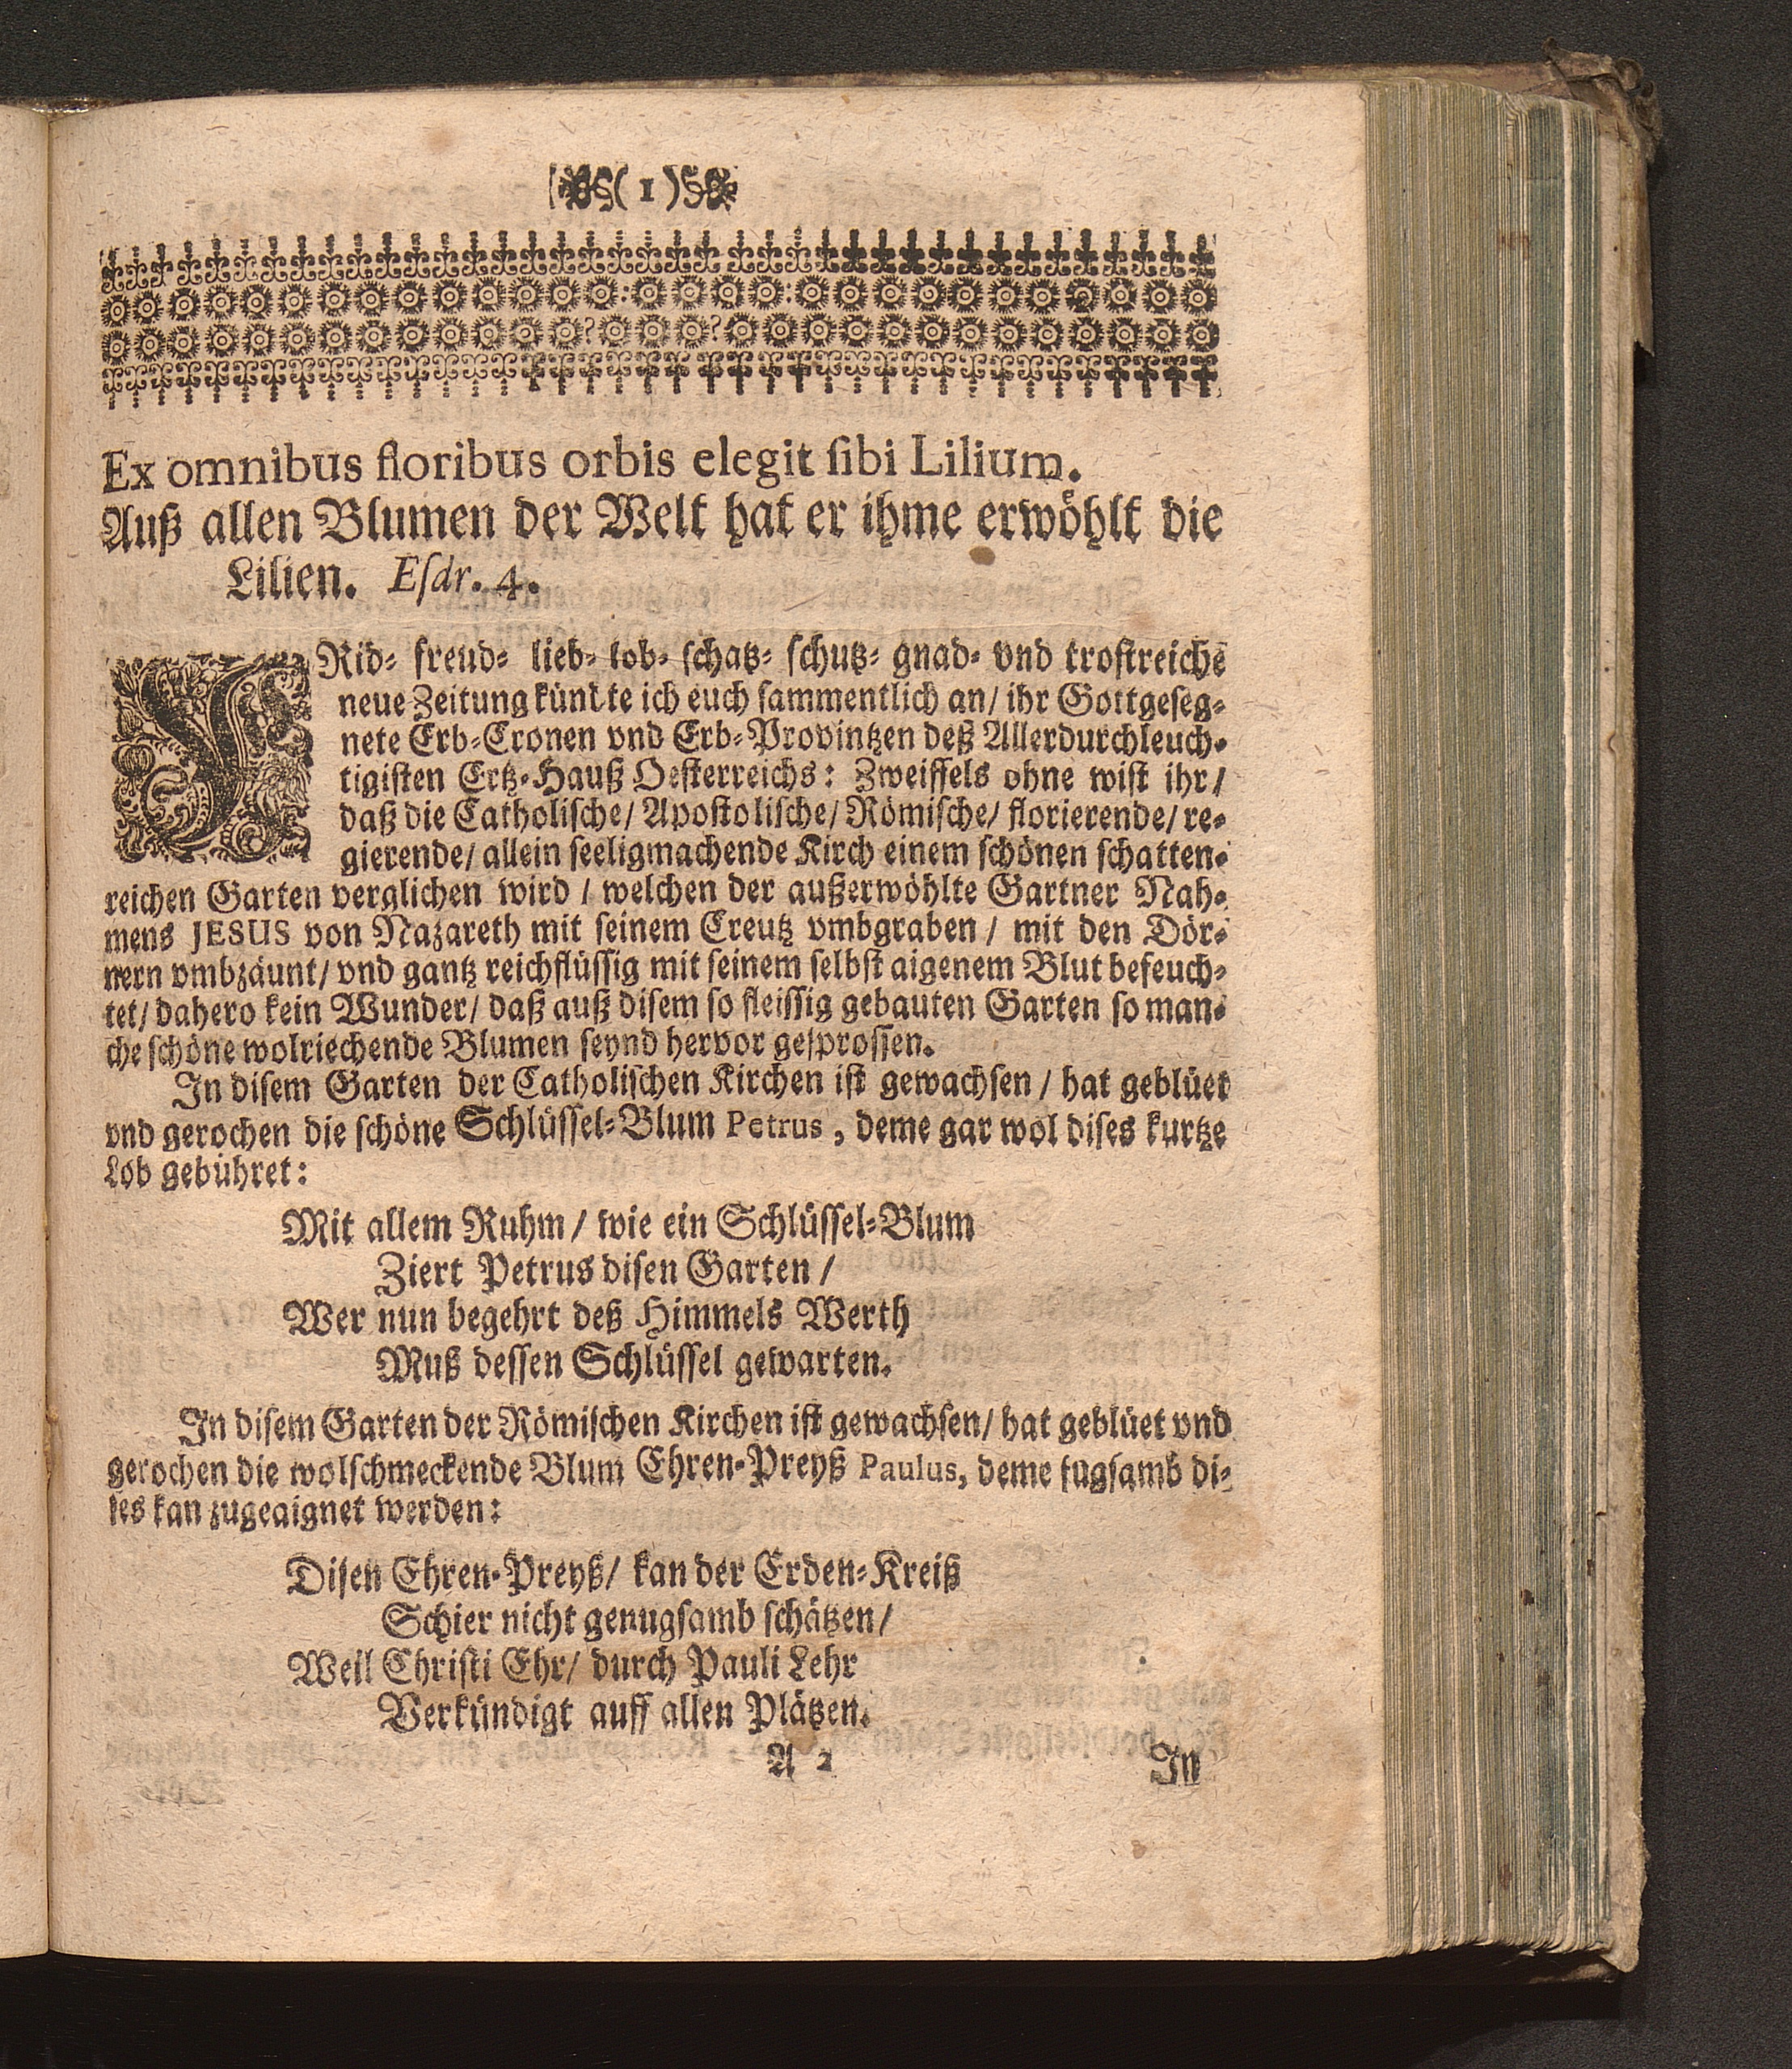 ( 1 )
Ex omnibus floribus orbis elegit ſibi Lilium.
Auß allen Blumen der Welt hat er ihme erwöhlt die
Lilien. Eſdr. 4.
FRid- freud- lieb- lob- ſchatz- ſchutz- gnad- vnd troſtreiche
neue Zeitung künte ich euch ſammentlich an/ ihr Gottgeſeg-
nete Erb-Cronen vnd Erb-Provintzen deß Allerdurchleuch-
tigiſten Ertz-Hauß Oeſterreichs: Zweiffels ohne wiſt ihr/
daß die Catholiſche/ Apoſtoliſche/ Römiſche/ florierende/ re-
gierende/ allein ſeeligmachende Kirch einem ſchönen ſchatten-
reichen Garten verglichen wird / welchen der außerwöhlte Gartner Nah-
mens JESUS von Nazareth mit ſeinem Creutz vmbgraben / mit den Dör-
nern vmbzäunt/ vnd gantz reichflüſſig mit ſeinem ſelbſt aigenem Blut befeuch-
tet/ dahero kein Wunder/ daß auß diſem ſo fleiſſig gebauten Garten ſo man-
che ſchöne wolriechende Blumen ſeynd hervor geſproſſen.
In diſem Garten der Catholiſchen Kirchen iſt gewachſen / hat geblüet
vnd gerochen die ſchöne Schlüſſel-Blum Petrus, deme gar wol diſes kurtze
Lob gebühret:
Mit allem Ruhm / wie ein Schlüſſel-Blum
Ziert Petrus diſen Garten /
Wer nun begehrt deß Himmels Werth
Muß deſſen Schlüſſel gewarten.
In diſem Garten der Römiſchen Kirchen iſt gewachſen/ hat geblüet vnd
gerochen die wolſchmeckende Blum Ehren-Preyß Paulus, deme fugſamb di-
ſes kan zugeaignet werden:
Diſen Ehren-Preyß/ kan der Erden-Kreiß
Schier nicht genugſamb ſchätzen/
Weil Chriſti Ehr/ durch Pauli Lehr
Verkündigt auff allen Plätzen.
A 2 In